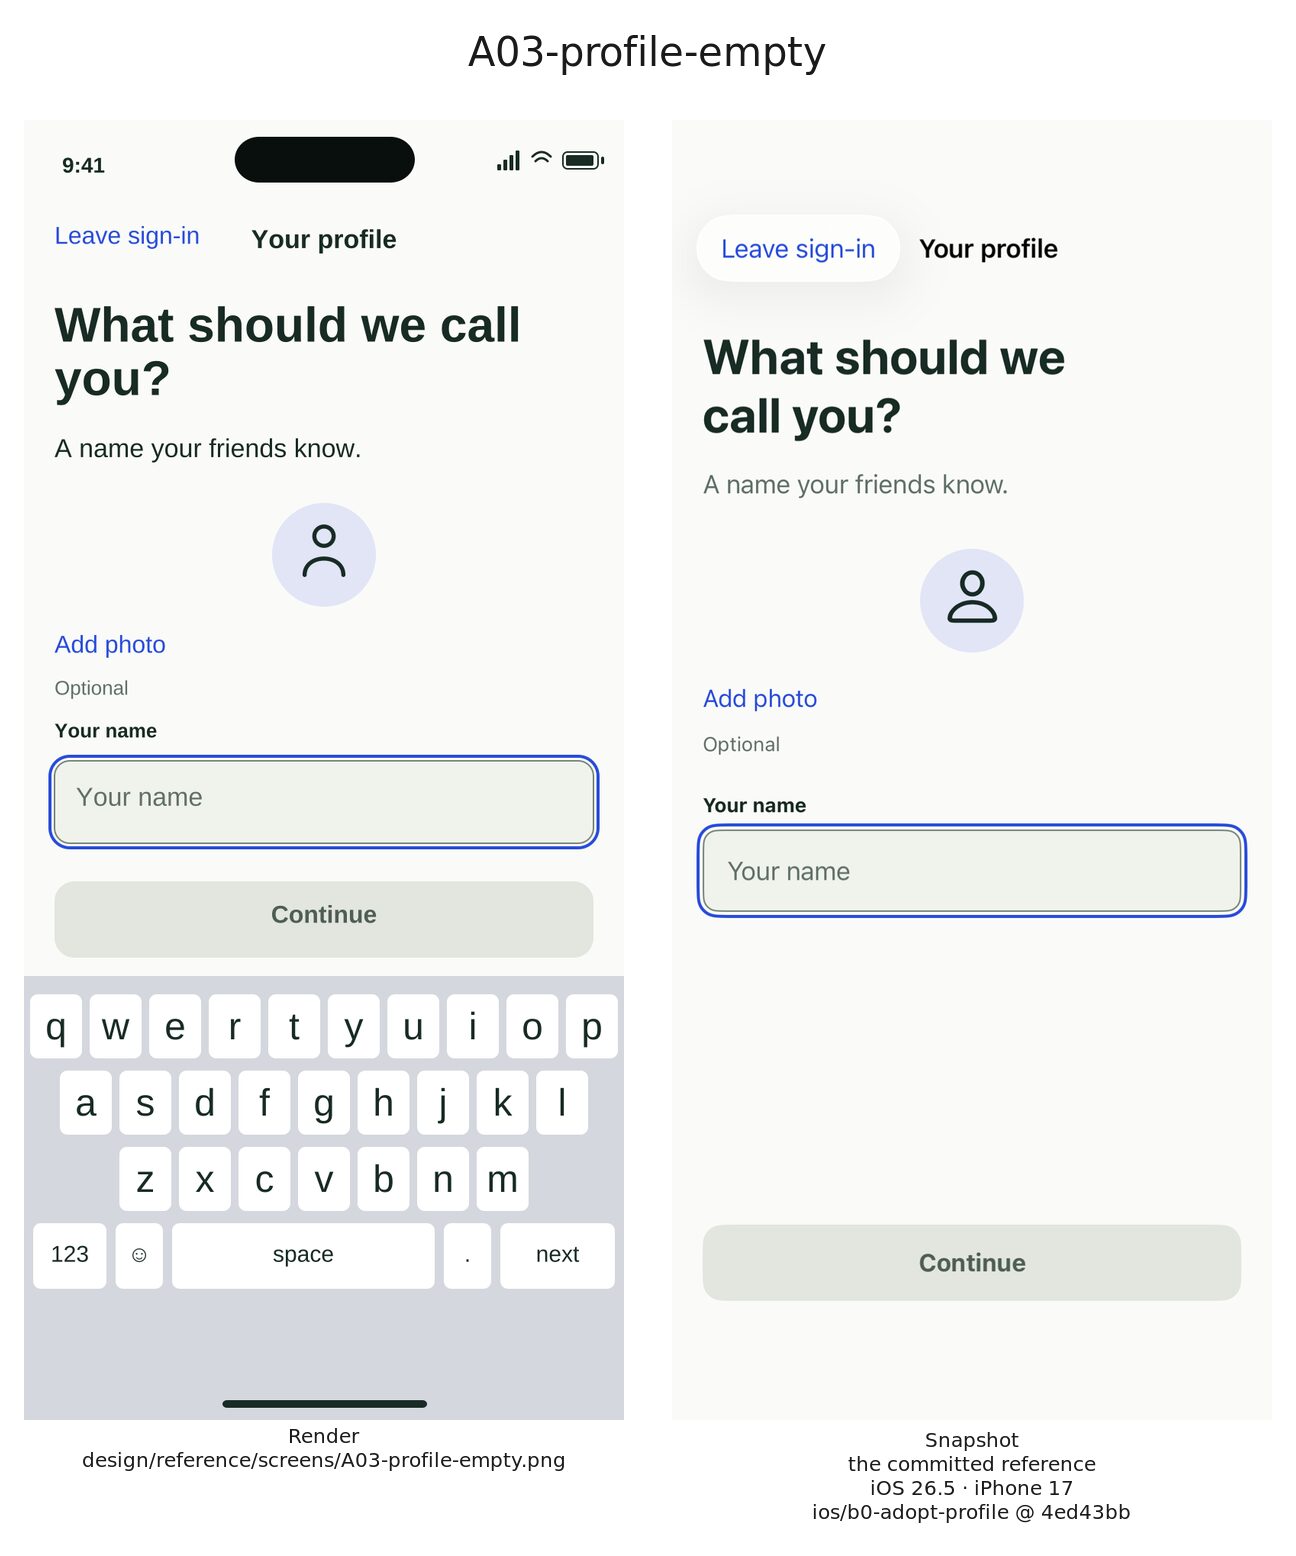 A03-profile-empty
9:41
Leave sign-in
Your profile
What should we call
you?
A name your friends know.
Add photo
Optional
Your name
Your name
Continue
q w e r t y u i o p
a s d f g h j k l
z x c v b n m
123 ☺ space . next
Render
design/reference/screens/A03-profile-empty.png
Leave sign-in
Your profile
What should we
call you?
A name your friends know.
Add photo
Optional
Your name
Your name
Continue
Snapshot
the committed reference
iOS 26.5 · iPhone 17
ios/b0-adopt-profile @ 4ed43bb